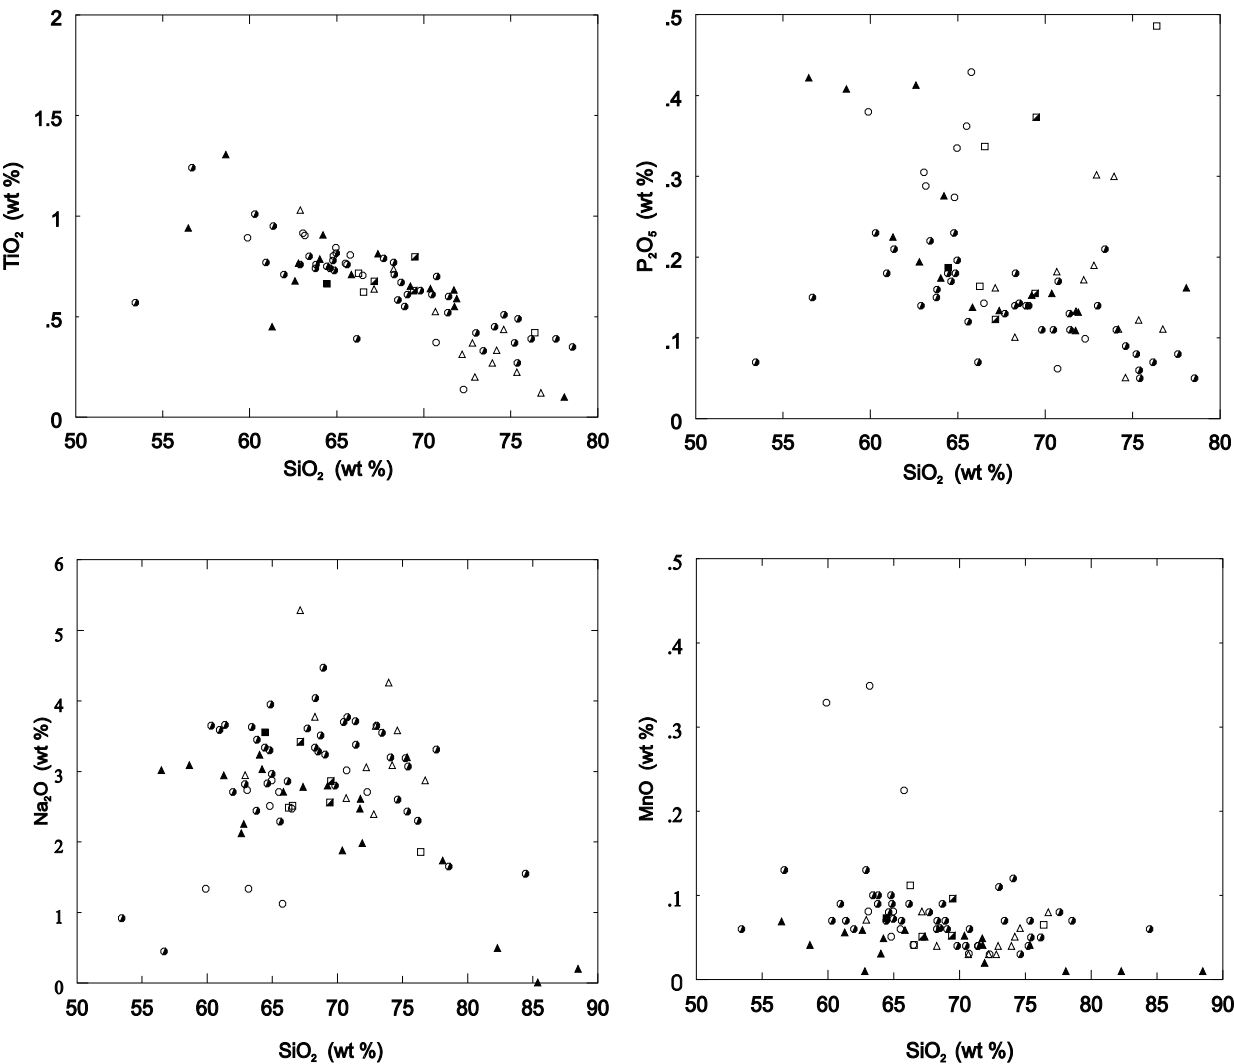 2
1.5
1
.5
0
TiO2 (wt %)
50 55 60 65 70 75 80
SiO2 (wt %)
.5
.4
.3
.2
.1
0
P2O5 (wt %)
50 55 60 65 70 75 80
SiO2 (wt %)
6
5
4
3
2
1
0
Na2O (wt %)
50 55 60 65 70 75 80 85 90
SiO2 (wt %)
.5
.4
.3
.2
.1
0
MnO (wt %)
50 55 60 65 70 75 80 85 90
SiO2 (wt %)